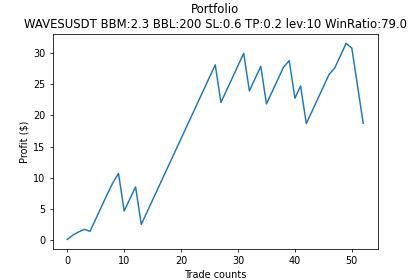 Portfolio
WAVESUSDT BBM:2.3 BBL:200 SL:0.6 TP:0.2 lev:10 WinRatio:79.0
Profit ($)
30
25
20
15
10
5
0
0 10 20 30 40 50
Trade counts